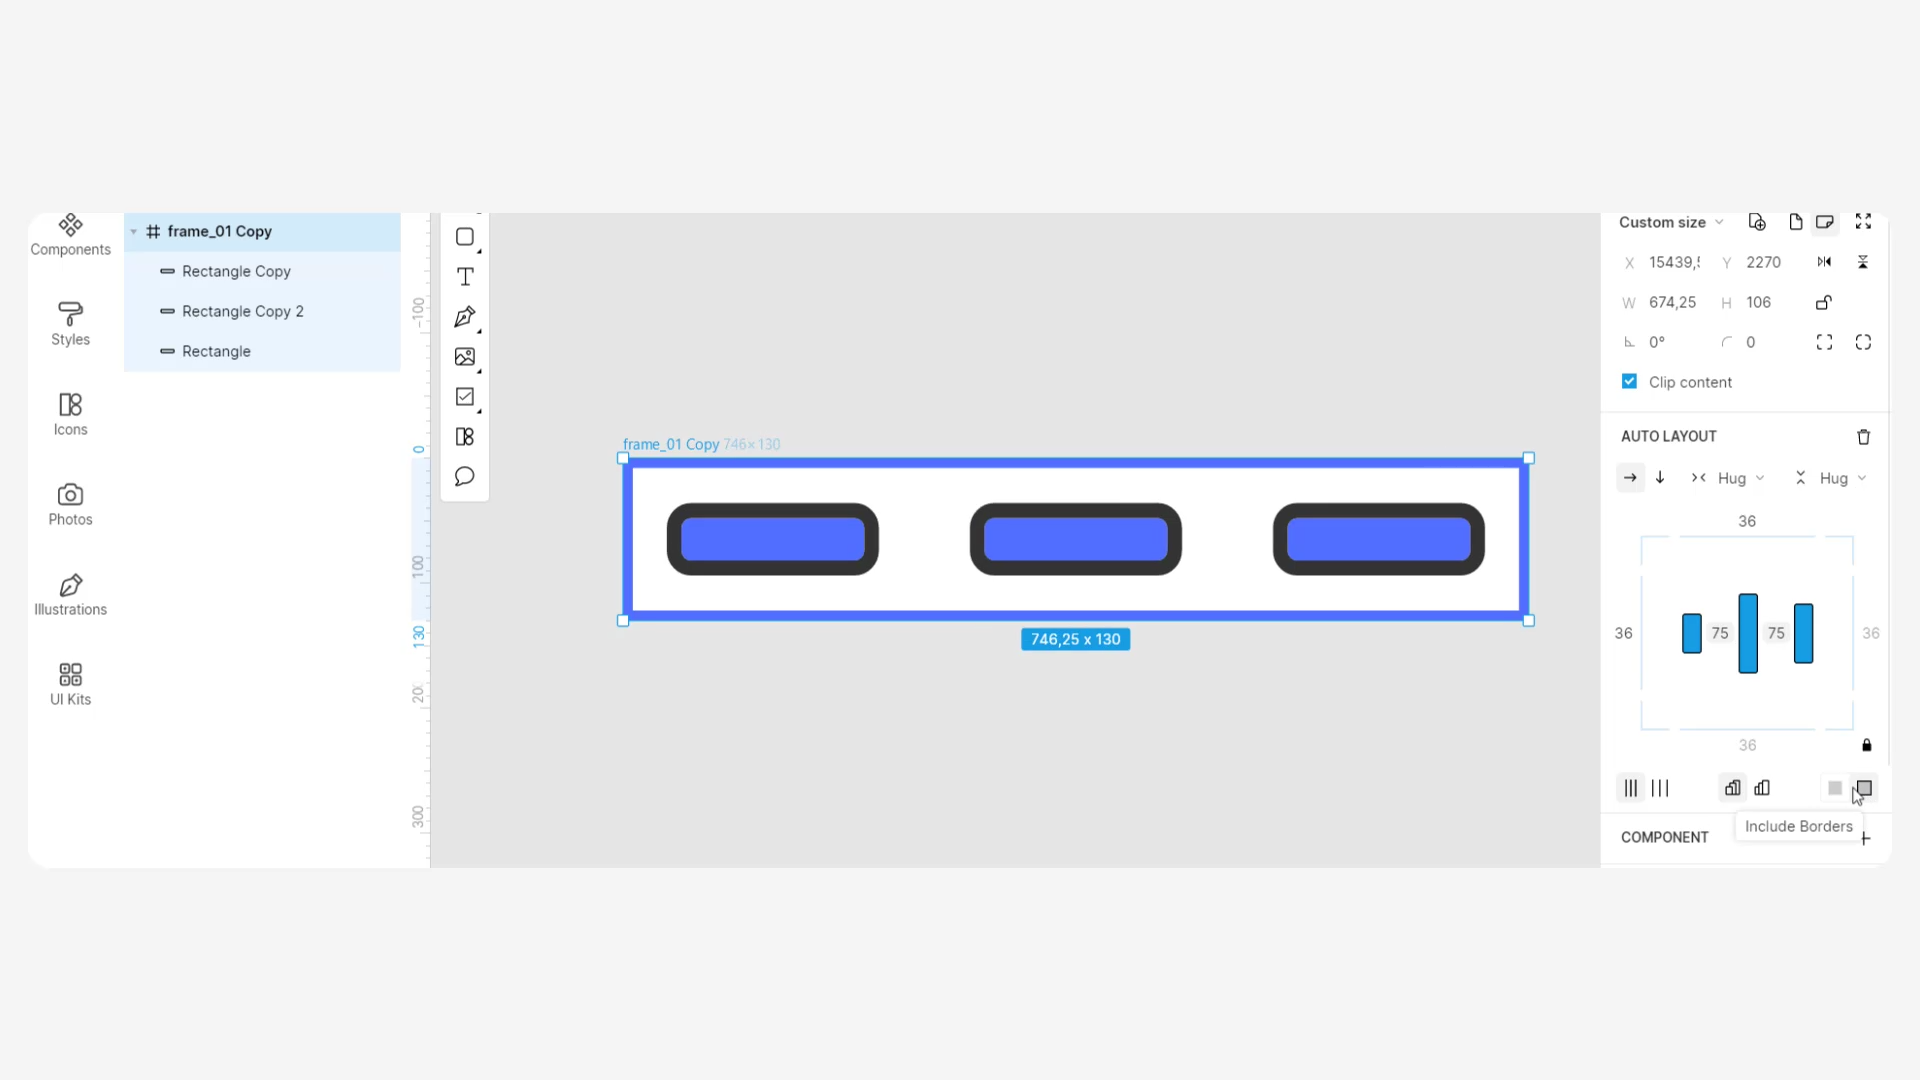 Components
Styles
Icons
Photos
Illustrations
UI Kits
frame_01 Copy
Rectangle Copy
Rectangle Copy 2
Rectangle
-100
0
100
130
20
300
frame_01 Copy 746×130
746,25 x 130
Custom size
X 15439,5 Y 2270
W 674,25 H 106
0° 0
Clip content
AUTO LAYOUT
Hug Hug
36
36 75 75 36
36
Include Borders
COMPONENT